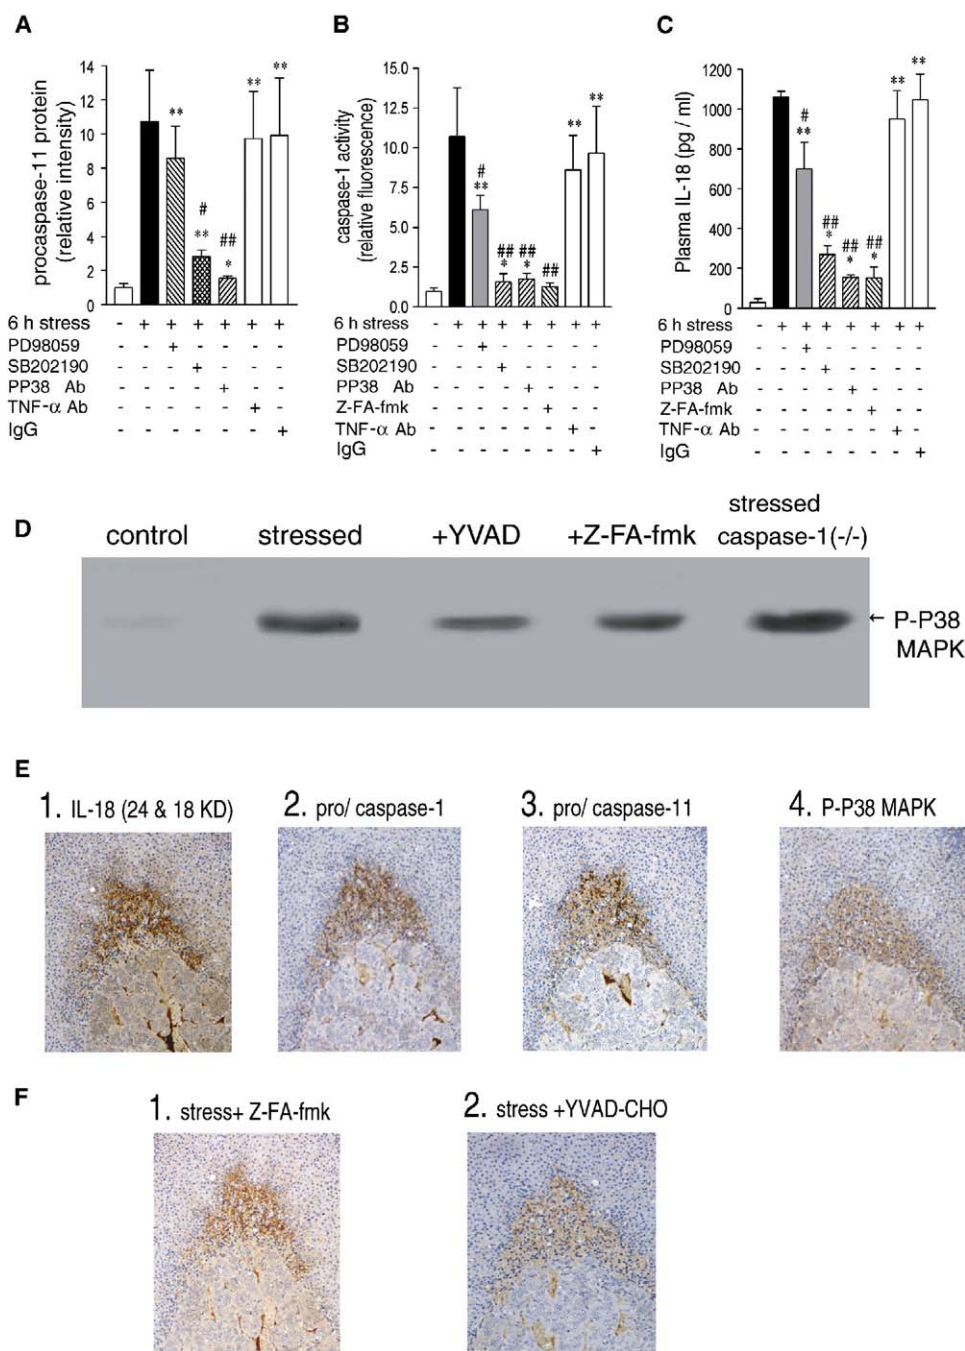 A
procaspase-11 protein
(relative intensity)
14
12
10
8
6
4
2
0
**
#
**
##
*
**
**
6 h stress - + + + + + +
PD98059 - - + - - - -
SB202190 - - - + - - -
PP38 Ab - - - - + - -
TNF-α Ab - - - - - + -
IgG - - - - - - +
B
caspase-1 activity
(relative fluorescence)
15.0
12.5
10.0
7.5
5.0
2.5
0.0
#
**
##
*
##
*
##
**
**
6 h stress - + + + + + + +
PD98059 - - + - - - - -
SB202190 - - - + - - - -
PP38 Ab - - - - + - - -
Z-FA-fmk - - - - - + - -
TNF-α Ab - - - - - - + -
IgG - - - - - - - +
C
Plasma IL-18 (pg / ml)
1200
1000
800
600
400
200
0
#
**
##
*
##
*
##
*
**
**
6 h stress - + + + + + + +
PD98059 - - + - - - - -
SB202190 - - - + - - - -
PP38 Ab - - - - + - - -
Z-FA-fmk - - - - - + - -
TNF-α Ab - - - - - - + -
IgG - - - - - - - +
D
control stressed +YVAD +Z-FA-fmk stressed
caspase-1(-/-)
← P-P38
MAPK
E
1. IL-18 (24 & 18 KD) 2. pro/ caspase-1 3. pro/ caspase-11 4. P-P38 MAPK
F
1. stress+ Z-FA-fmk 2. stress +YVAD-CHO